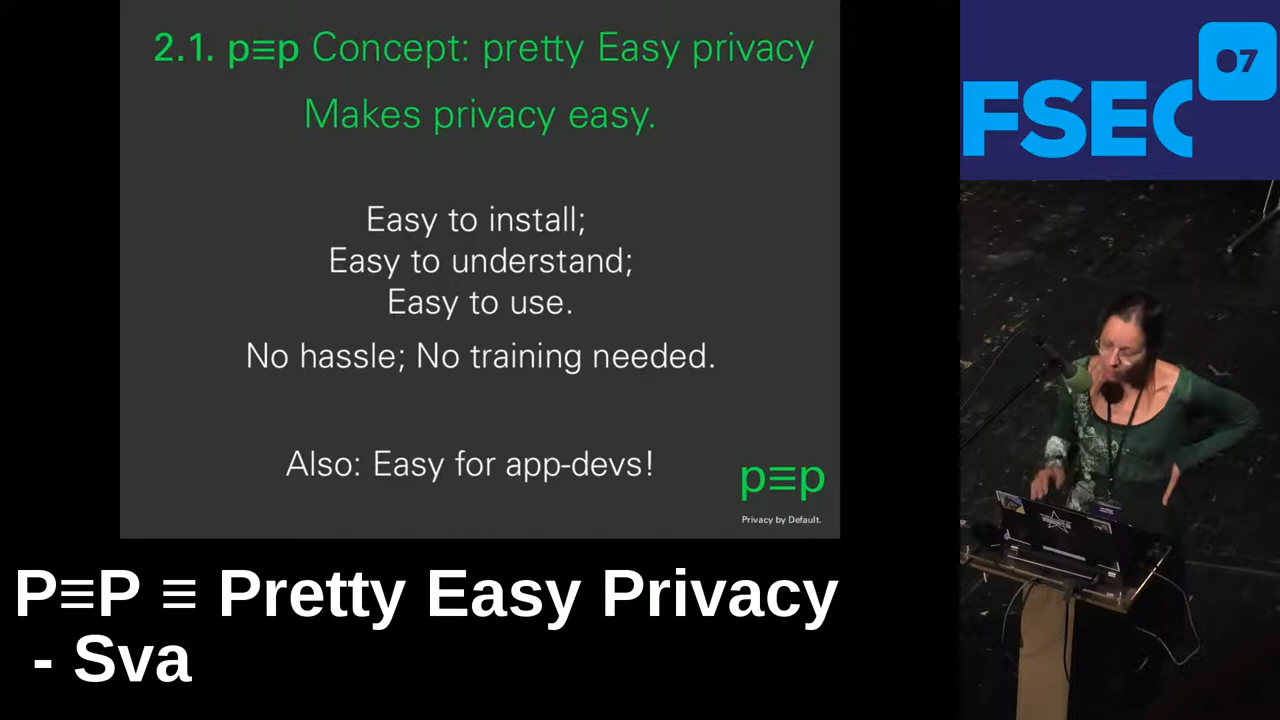 2.1. p≡p Concept: pretty Easy privacy
Makes privacy easy.
Easy to install;
Easy to understand;
Easy to use.
No hassle; No training needed.
Also: Easy for app-devs!
p≡p
Privacy by Default.
07
FSEC
P≡P ≡ Pretty Easy Privacy
- Sva